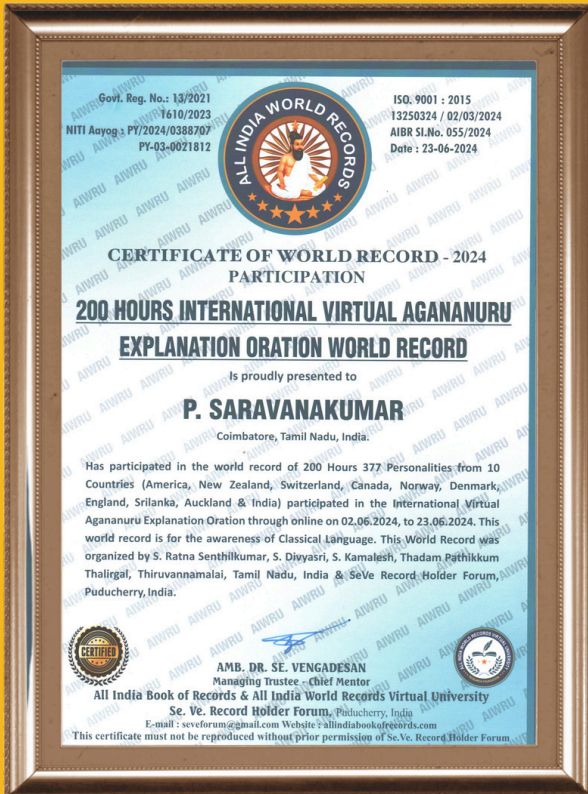 Govt. Reg. No.: 13/2021
1610/2023
NITI Aayog : PY/2024/0388707
PY-03-0021812
ALL INDIA WORLD RECORDS
ISO. 9001 : 2015
13250324 / 02/03/2024
AIBR SI.No. 055/2024
Date : 23-06-2024
CERTIFICATE OF WORLD RECORD - 2024
PARTICIPATION
200 HOURS INTERNATIONAL VIRTUAL AGANANURU
EXPLANATION ORATION WORLD RECORD
Is proudly presented to
P. SARAVANAKUMAR
Coimbatore, Tamil Nadu, India.
Has participated in the world record of 200 Hours 377 Personalities from 10
Countries (America, New Zealand, Switzerland, Canada, Norway, Denmark,
England, Srilanka, Auckland & India) participated in the International Virtual
Agananuru Explanation Oration through online on 02.06.2024, to 23.06.2024. This
world record is for the awareness of Classical Language. This World Record was
organized by S. Ratna Senthilkumar, S. Divyasri, S. Kamalesh, Thadam Pathikkum
Thalirgal, Thiruvannamalai, Tamil Nadu, India & SeVe Record Holder Forum,
Puducherry, India.
CERTIFIED
AMB. DR. SE. VENGADESAN
Managing Trustee - Chief Mentor
All India Book of Records & All India World Records Virtual University
Se. Ve. Record Holder Forum, Puducherry, India
E-mail : seveforum@gmail.com Website : allindiabookofrecords.com
This certificate must not be reproduced without prior permission of Se.Ve. Record Holder Forum
AIWRU